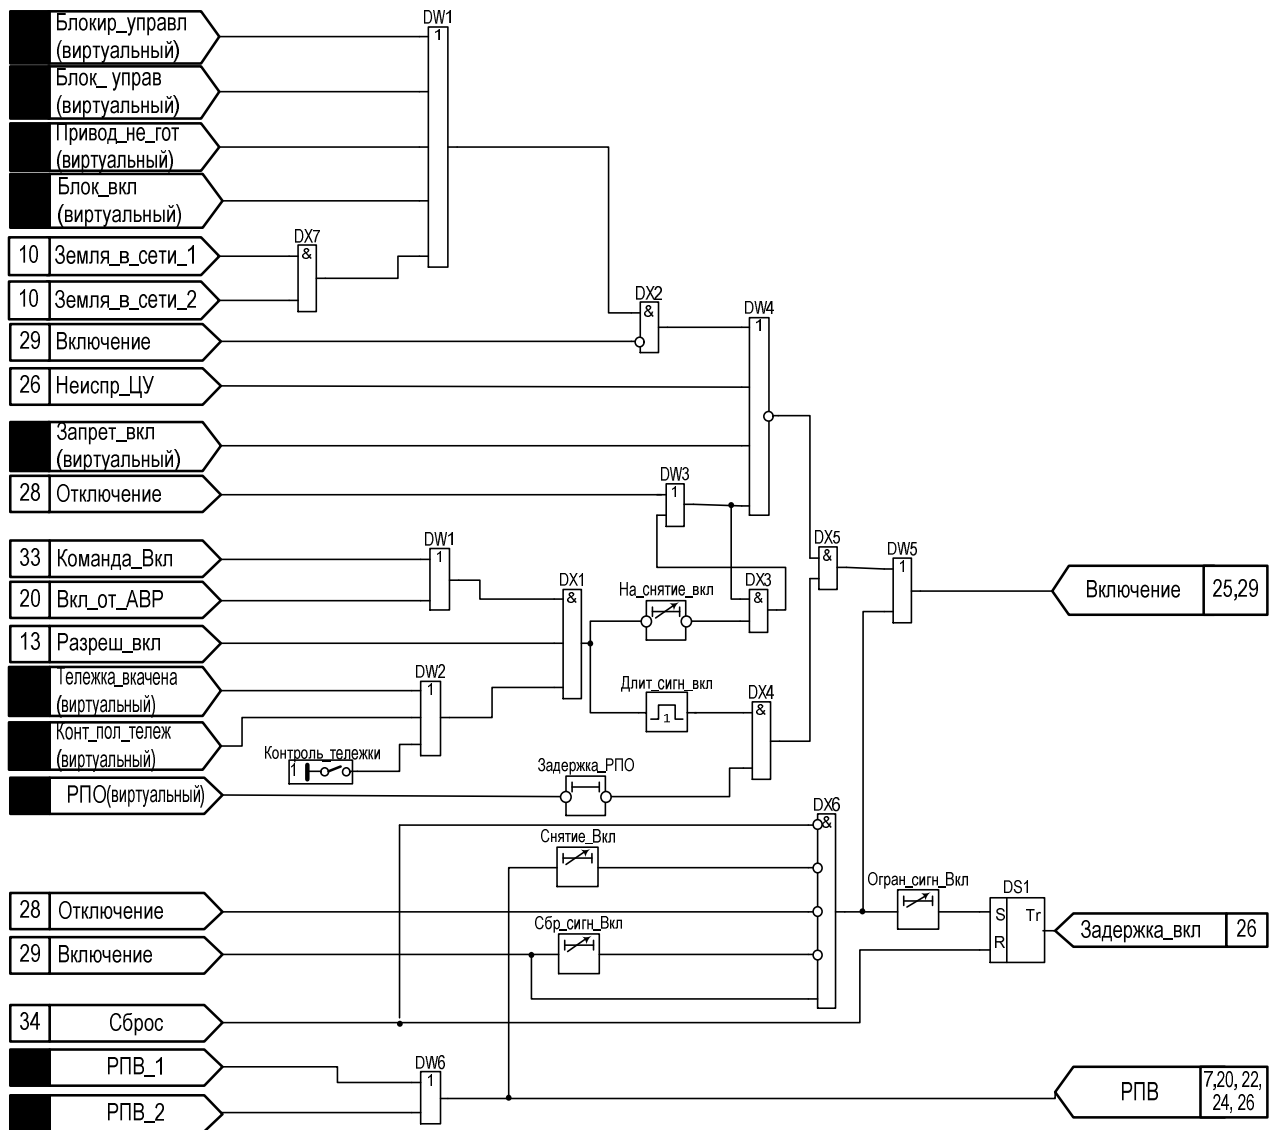 Блокир_управл
(виртуальный)
DW1
1
Блок_ управ
(виртуальный)
Привод_не_гот
(виртуальный)
Блок_вкл
(виртуальный)
DX7
&
10 Земля_в_сети_1
10 Земля_в_сети_2
DX2
&
DW4
1
29 Включение
26 Неиспр_ЦУ
Запрет_вкл
(виртуальный)
DW3
1
28 Отключение
DW1
1
DX5
&
DW5
1
33 Команда_Вкл
20 Вкл_от_АВР
DX1
&
На_снятие_вкл
DX3
&
Включение 25,29
13 Разреш_вкл
Тележка_вкачена
(виртуальный)
DW2
1
Длит_сигн_вкл
1
DX4
&
Конт_пол_тележ
(виртуальный)
Контроль_тележки
1
Задержка_РПО
РПО(виртуальный)
DX6
&
Снятие_Вкл
Огран_сигн_Вкл
DS1
S Tr
R
28 Отключение
Сбр_сигн_Вкл
Задержка_вкл 26
29 Включение
34 Сброс
РПВ_1
DW6
1
РПВ_2
РПВ
7,20, 22,
24, 26